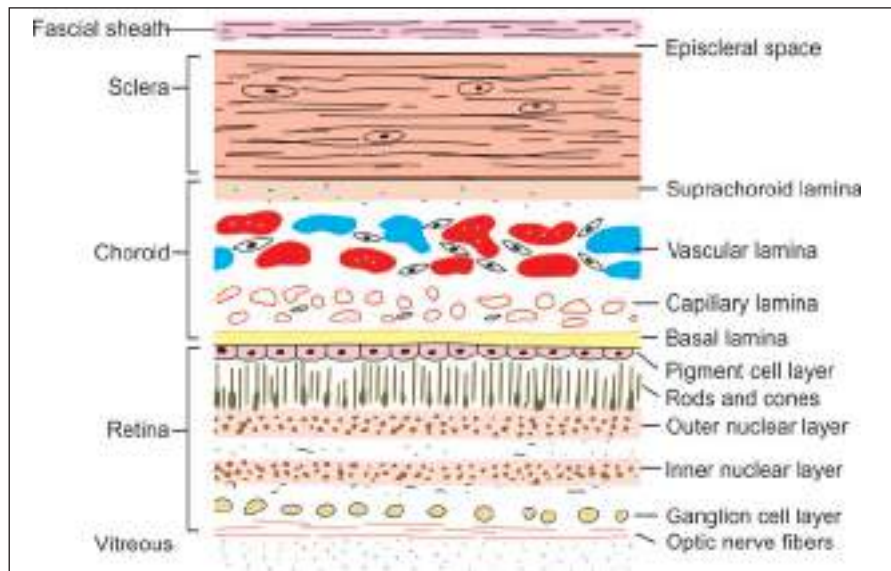 Fascial sheath
Episcleral space
Sclera
Suprachoroid lamina
Choroid
Vascular lamina
Capillary lamina
Basal lamina
Pigment cell layer
Rods and cones
Retina
Outer nuclear layer
Inner nuclear layer
Ganglion cell layer
Vitreous
Optic nerve fibers